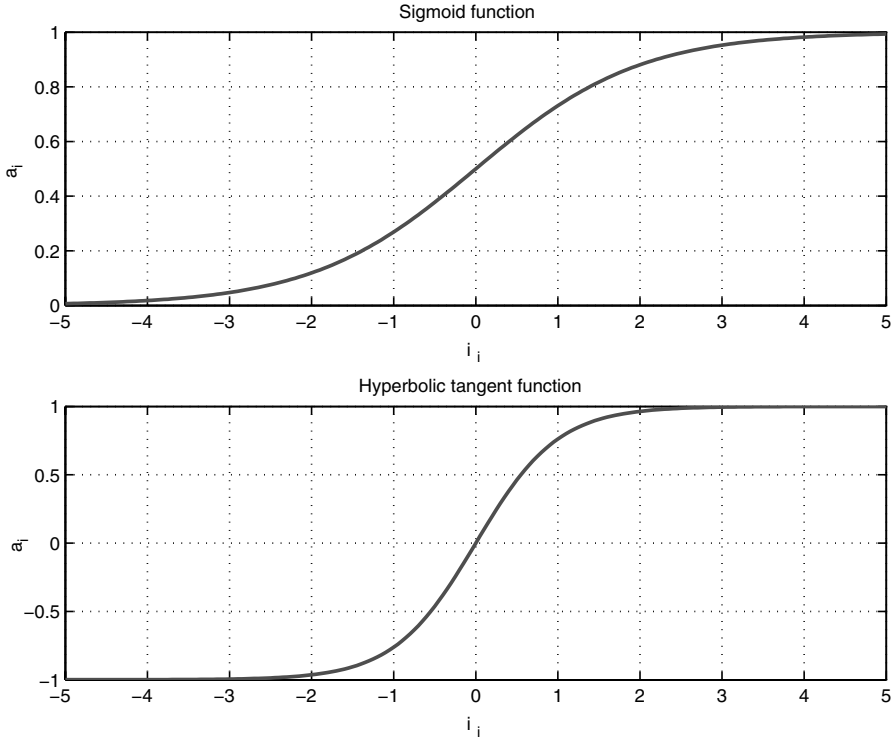 Sigmoid function
1
0.8
0.6
0.4
0.2
0
a_i
−5 −4 −3 −2 −1 0 1 2 3 4 5
i_i
Hyperbolic tangent function
1
0.5
0
−0.5
−1
a_i
−5 −4 −3 −2 −1 0 1 2 3 4 5
i_i